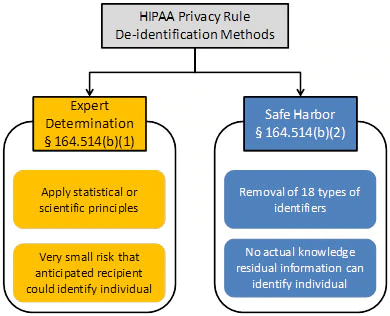 HIPAA Privacy Rule
De-identification Methods
Expert
Determination
§ 164.514(b)(1)
Apply statistical or
scientific principles
Very small risk that
anticipated recipient
could identify individual
Safe Harbor
§ 164.514(b)(2)
Removal of 18 types of
identifiers
No actual knowledge
residual information can
identify individual